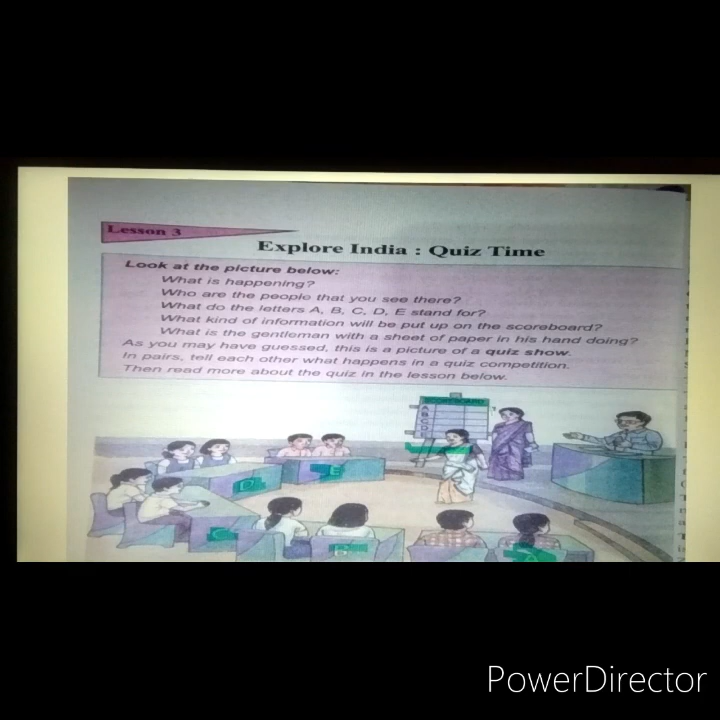 Lesson 3
Explore India : Quiz Time
Look at the picture below:
What is happening?
Who are the people that you see there?
What do the letters A, B, C, D, E stand for?
What kind of information will be put up on the scoreboard?
What is the gentleman with a sheet of paper in his hand doing?
As you may have guessed, this is a picture of a quiz show.
In pairs, tell each other what happens in a quiz competition.
Then read more about the quiz in the lesson below.
SCOREBOARD
A
B
C
D
E
D
C
B
A
PowerDirector